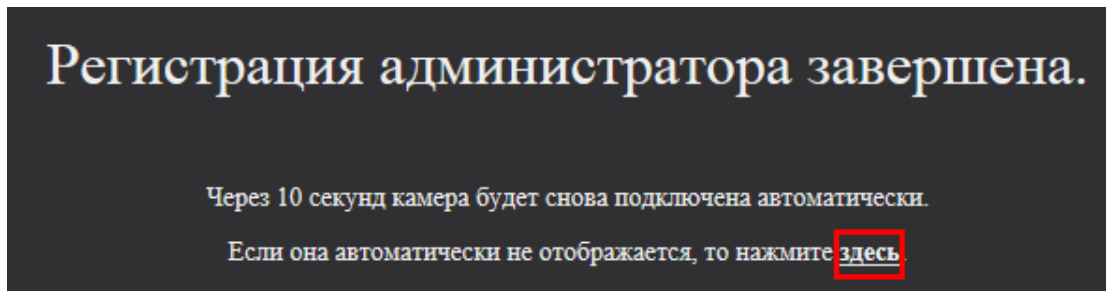 Регистрация администратора завершена.
Через 10 секунд камера будет снова подключена автоматически.
Если она автоматически не отображается, то нажмите здесь.